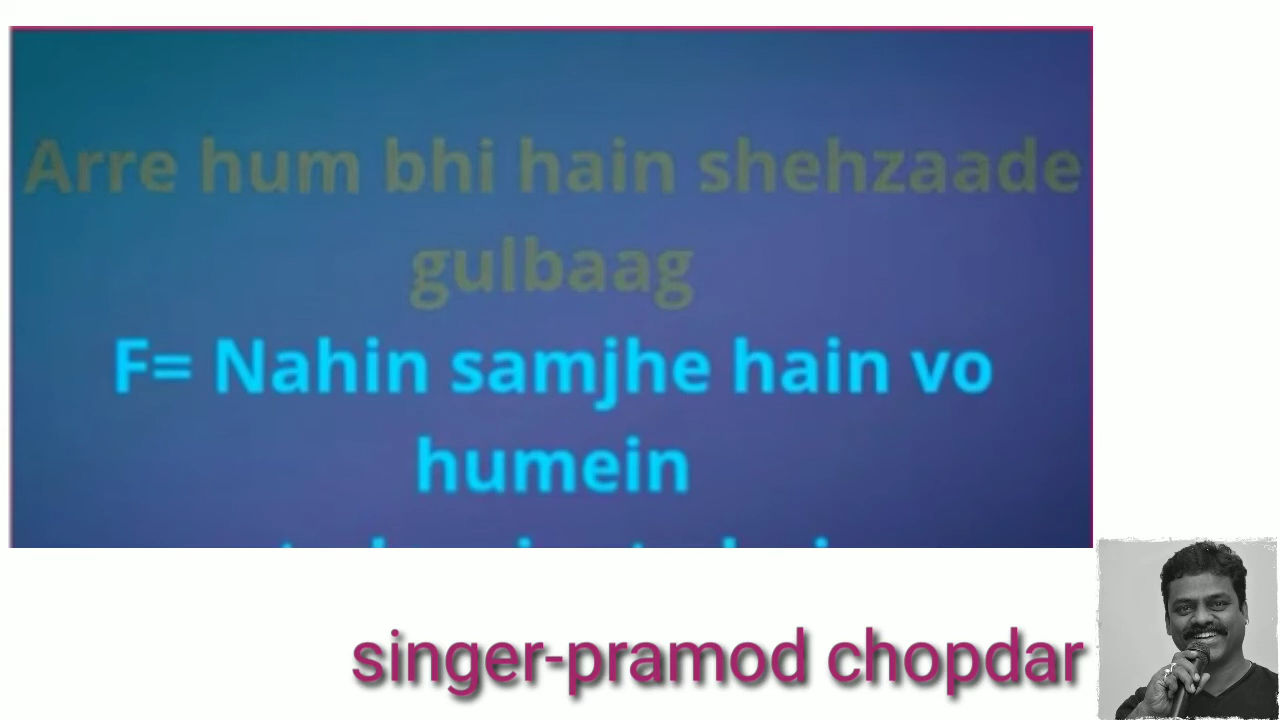 Arre hum bhi hain shehzaade
gulbaag
F= Nahin samjhe hain vo
humein
singer-pramod chopdar